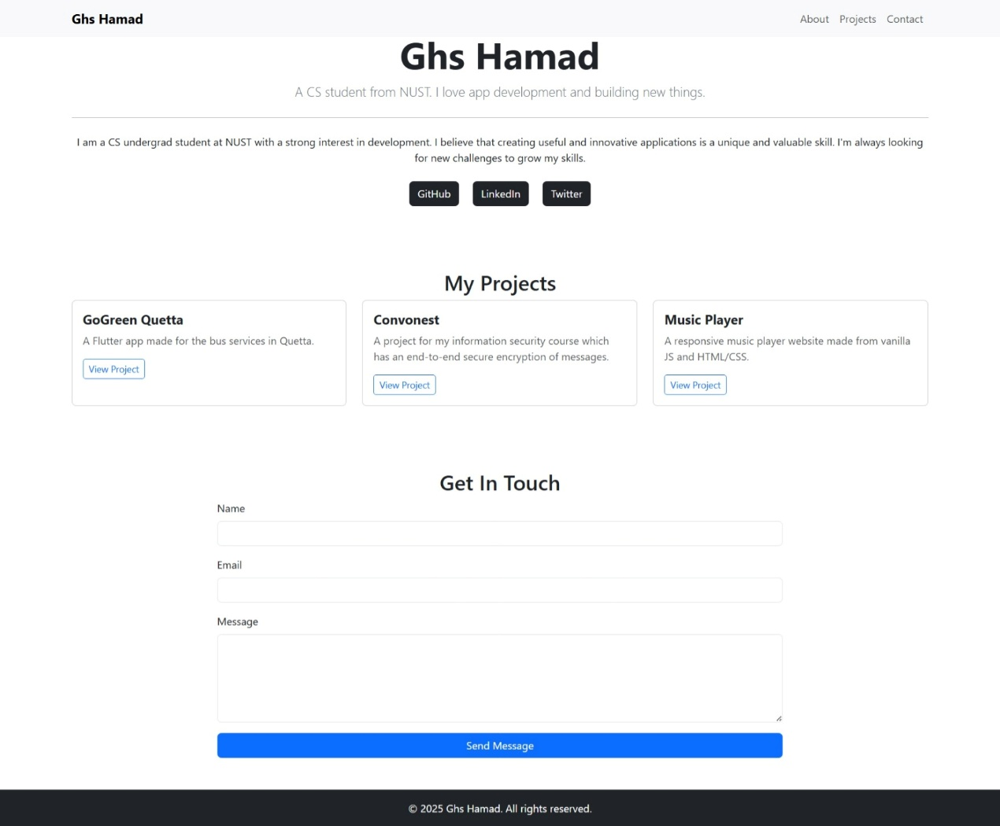 Ghs Hamad
About Projects Contact
Ghs Hamad
A CS student from NUST. I love app development and building new things.
I am a CS undergrad student at NUST with a strong interest in development. I believe that creating useful and innovative applications is a unique and valuable skill. I'm always looking
for new challenges to grow my skills.
GitHub LinkedIn Twitter
My Projects
GoGreen Quetta
A Flutter app made for the bus services in Quetta.
View Project
Convonest
A project for my information security course which
has an end-to-end secure encryption of messages.
View Project
Music Player
A responsive music player website made from vanilla
JS and HTML/CSS.
View Project
Get In Touch
Name
Email
Message
Send Message
© 2025 Ghs Hamad. All rights reserved.